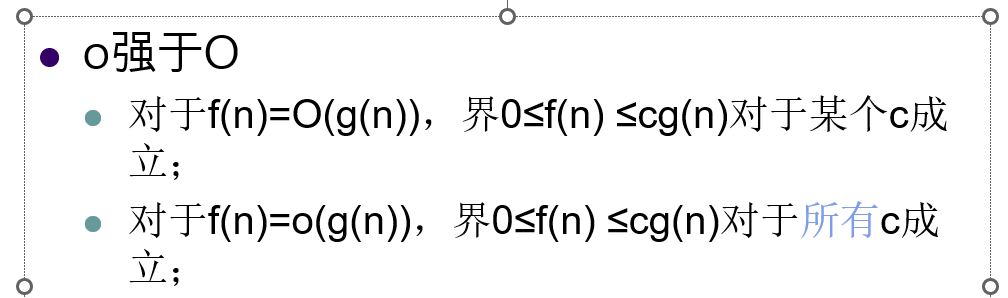 o强于O
对于f(n)=O(g(n))，界0≤f(n) ≤cg(n)对于某个c成
立；
对于f(n)=o(g(n))，界0≤f(n) ≤cg(n)对于所有c成
立；